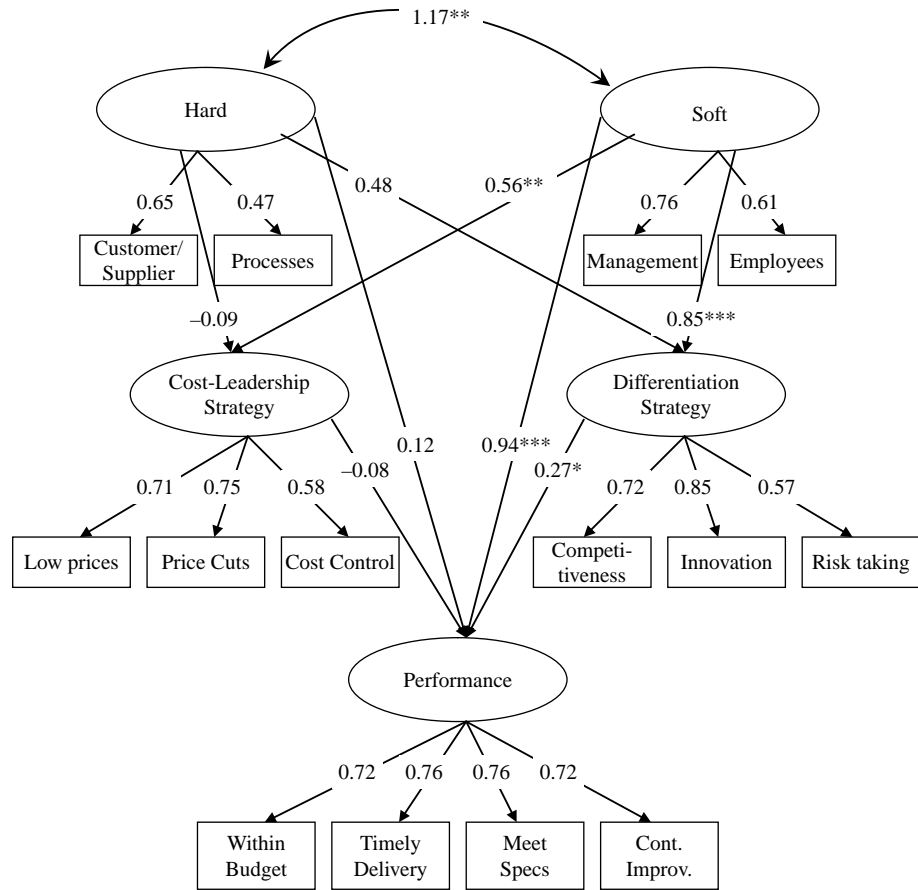 1.17**
Hard
Soft
0.48
0.56**
0.65
0.47
0.76
0.61
Customer/
Supplier
Processes
Management
Employees
–0.09
0.85***
Cost-Leadership
Strategy
Differentiation
Strategy
–0.08
0.12
0.94***
0.27*
0.71
0.75
0.58
0.72
0.85
0.57
Low prices
Price Cuts
Cost Control
Competi-
tiveness
Innovation
Risk taking
Performance
0.72
0.76
0.76
0.72
Within
Budget
Timely
Delivery
Meet
Specs
Cont.
Improv.